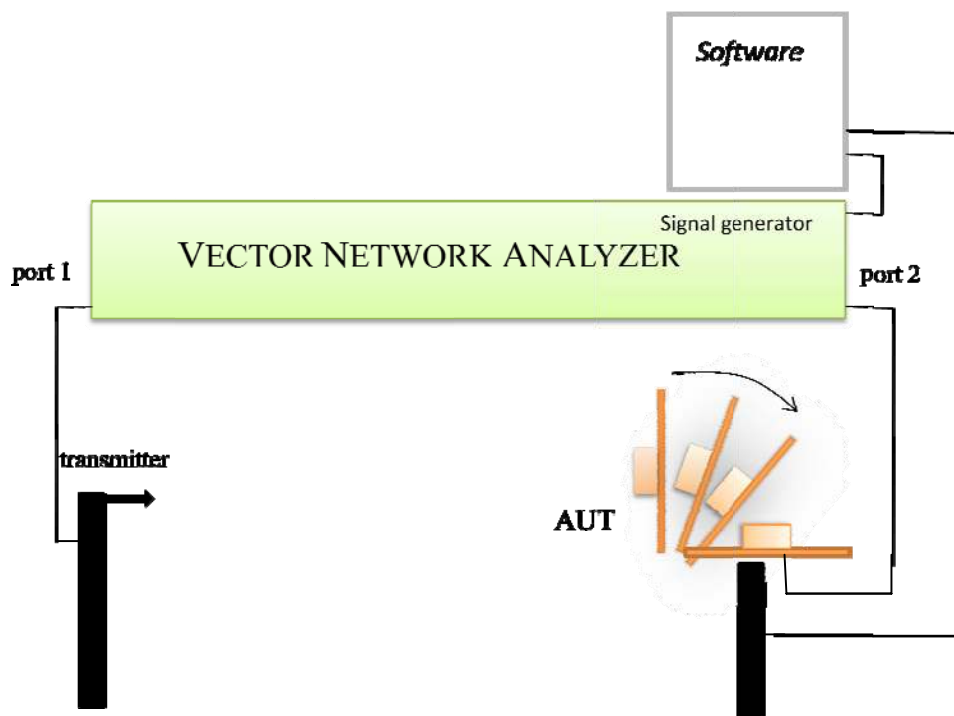 Software
Signal generator
VECTOR NETWORK ANALYZER
port 1
port 2
transmitter
AUT